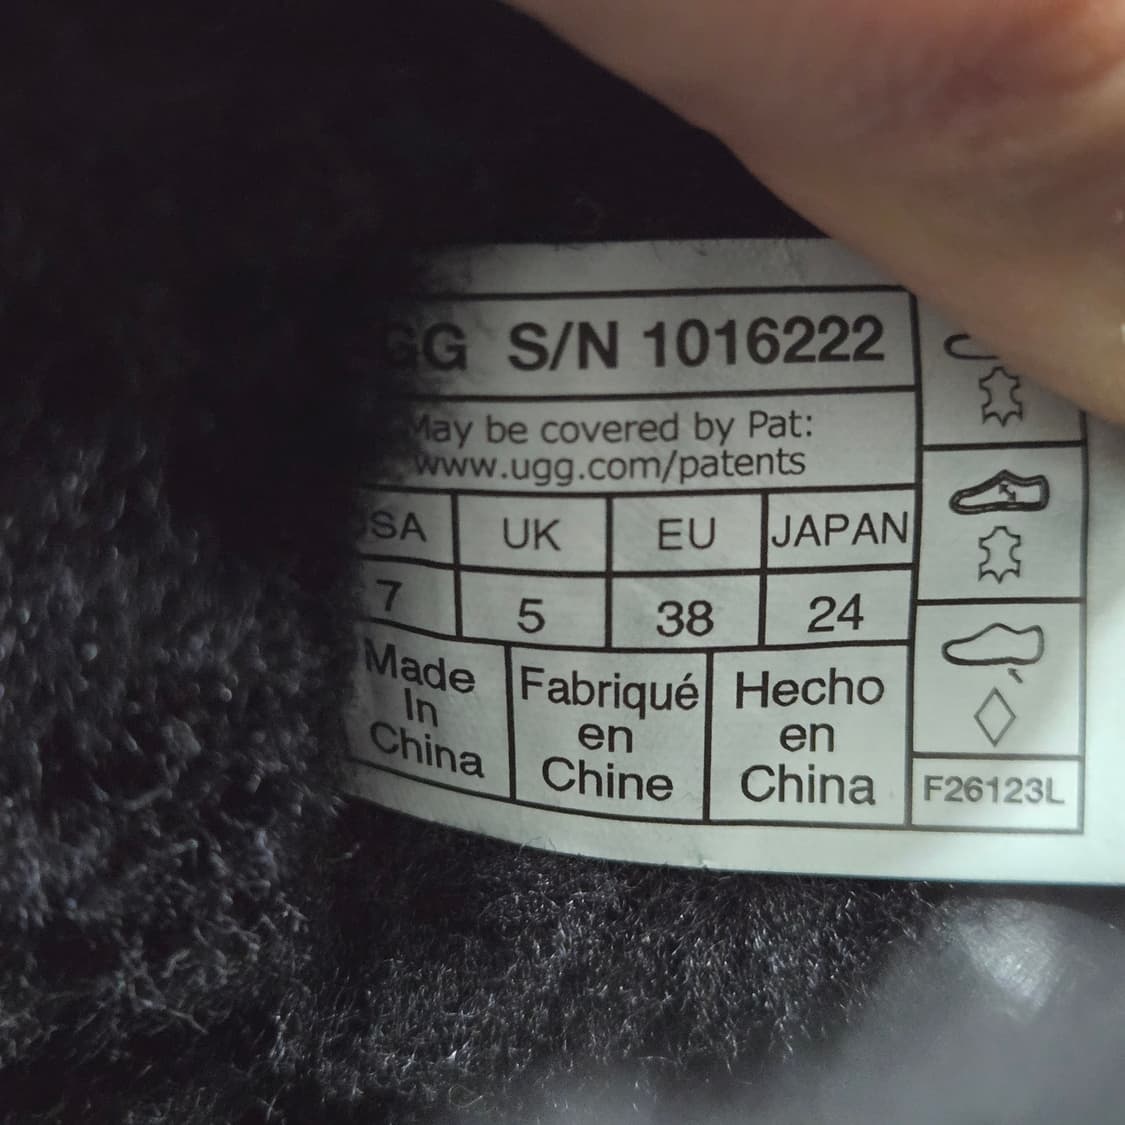 GG S/N 1016222
May be covered by Pat:
www.ugg.com/patents
SA UK EU JAPAN
7 5 38 24
Made In China
Fabriqué en Chine
Hecho en China
F26123L